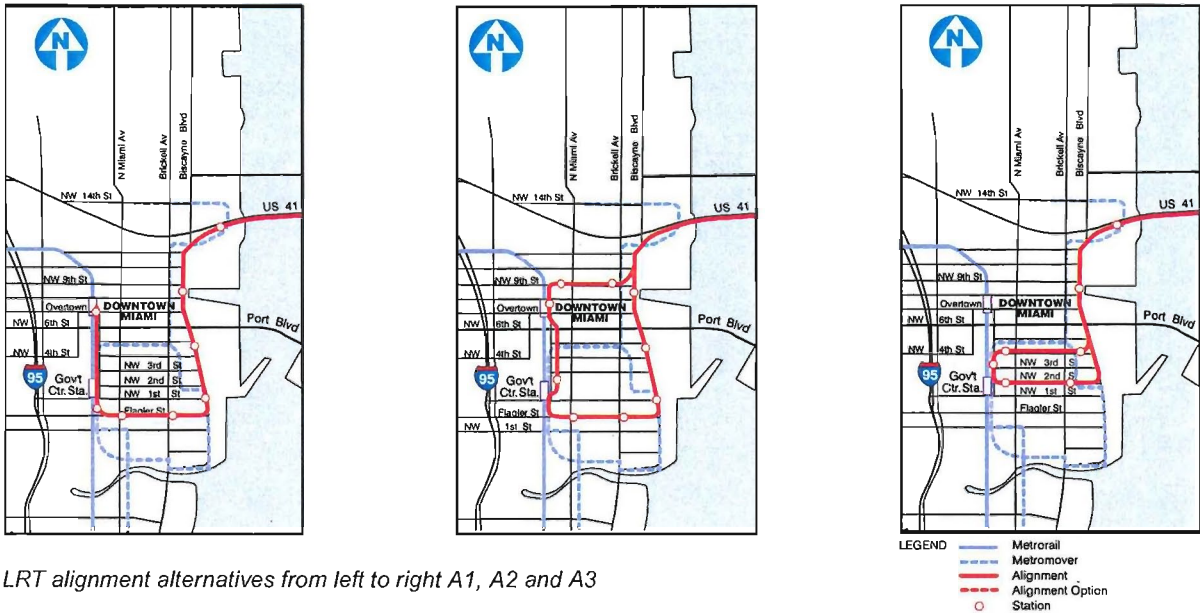 N
N Miami Av
Brickell Av
Biscayne Blvd
NW 14th St
US 41
NW 9th St
Overtown
DOWNTOWN
MIAMI
NW 6th St
Port Blvd
NW 4th St
NW 3rd St
95
Gov't
Ctr. Sta.
NW 2nd St
NW 1st St
Flagler St
N
N Miami Av
Brickell Av
Biscayne Blvd
NW 14th St
US 41
NW 9th St
Overtown
DOWNTOWN
MIAMI
NW 6th St
Port Blvd
NW 4th St
95
Gov't
Ctr. Sta.
Flagler St
NW 1st St
N
N Miami Av
Brickell Av
Biscayne Blvd
NW 14th St
US 41
NW 9th St
Overtown
DOWNTOWN
MIAMI
NW 6th St
Port Blvd
NW 4th St
NW 3rd St
95
Gov't
Ctr. Sta.
NW 2nd S
NW 1st St
Flagler St
LEGEND
Metrorail
Metromover
Alignment
Alignment Option
Station
LRT alignment alternatives from left to right A1, A2 and A3